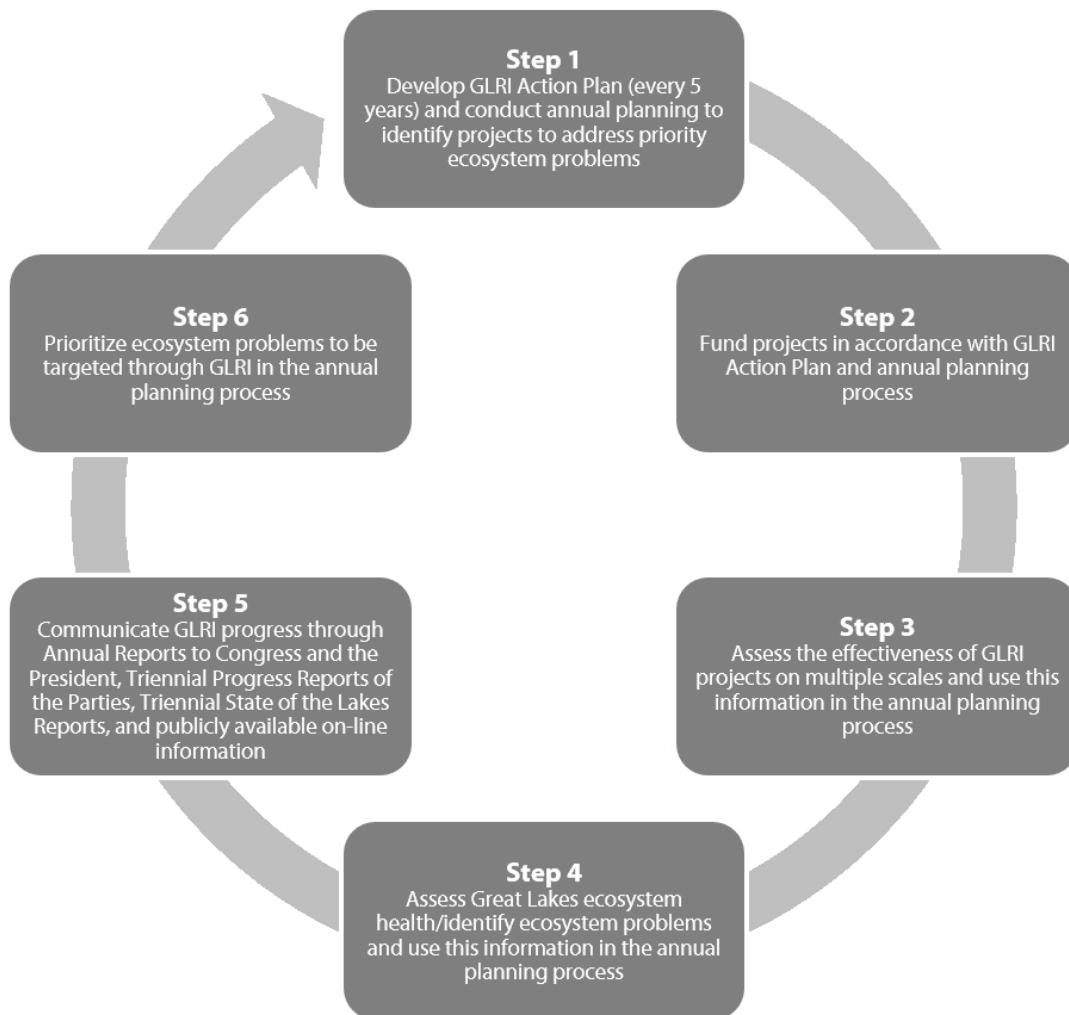 Step 1
Develop GLRI Action Plan (every 5
years) and conduct annual planning to
identify projects to address priority
ecosystem problems
Step 2
Fund projects in accordance with GLRI
Action Plan and annual planning
process
Step 3
Assess the effectiveness of GLRI
projects on multiple scales and use this
information in the annual planning
process
Step 4
Assess Great Lakes ecosystem
health/identify ecosystem problems
and use this information in the annual
planning process
Step 5
Communicate GLRI progress through
Annual Reports to Congress and the
President, Triennial Progress Reports of
the Parties, Triennial State of the Lakes
Reports, and publicly available on-line
information
Step 6
Prioritize ecosystem problems to be
targeted through GLRI in the annual
planning process